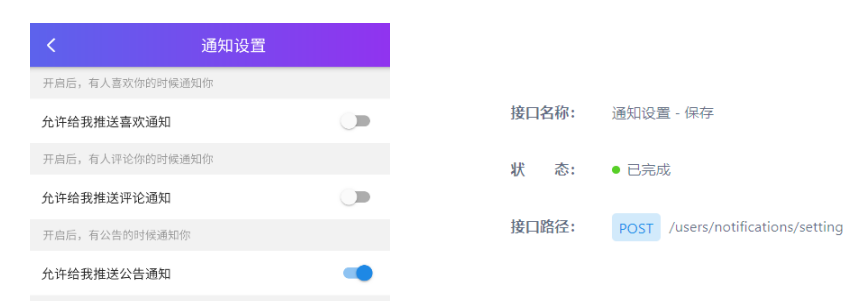 通知设置
开启后，有人喜欢你的时候通知你
允许给我推送喜欢通知
开启后，有人评论你的时候通知你
允许给我推送评论通知
开启后，有公告的时候通知你
允许给我推送公告通知
接口名称： 通知设置 - 保存
状 态： 已完成
接口路径： POST /users/notifications/setting